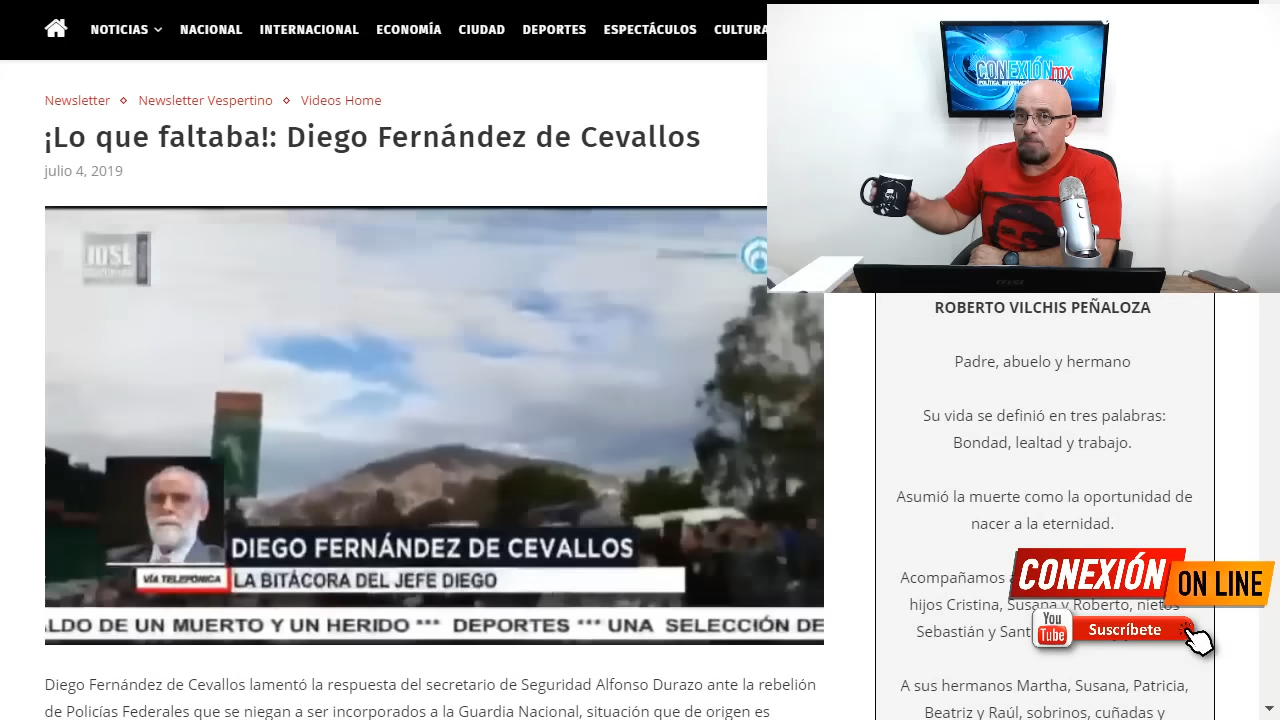 NOTICIAS NACIONAL INTERNACIONAL ECONOMÍA CIUDAD DEPORTES ESPECTÁCULOS CULTURA
Newsletter Newsletter Vespertino Videos Home
¡Lo que faltaba!: Diego Fernández de Cevallos
julio 4, 2019
CONEXIÓNmx
DIEGO FERNÁNDEZ DE CEVALLOS
VÍA TELEFÓNICA
LA BITÁCORA DEL JEFE DIEGO
LDO DE UN MUERTO Y UN HERIDO *** DEPORTES *** UNA SELECCIÓN DE
Diego Fernández de Cevallos lamentó la respuesta del secretario de Seguridad Alfonso Durazo ante la rebelión
de Policías Federales que se niegan a ser incorporados a la Guardia Nacional, situación que de origen es
ROBERTO VILCHIS PEÑALOZA
Padre, abuelo y hermano
Su vida se definió en tres palabras:
Bondad, lealtad y trabajo.
Asumió la muerte como la oportunidad de
nacer a la eternidad.
Acompañamos
hijos Cristina, Susana y Roberto, nietos
Sebastián y
A sus hermanos Martha, Susana, Patricia,
Beatriz y Raúl, sobrinos, cuñadas y
CONEXIÓN ON LINE
You Tube Suscríbete